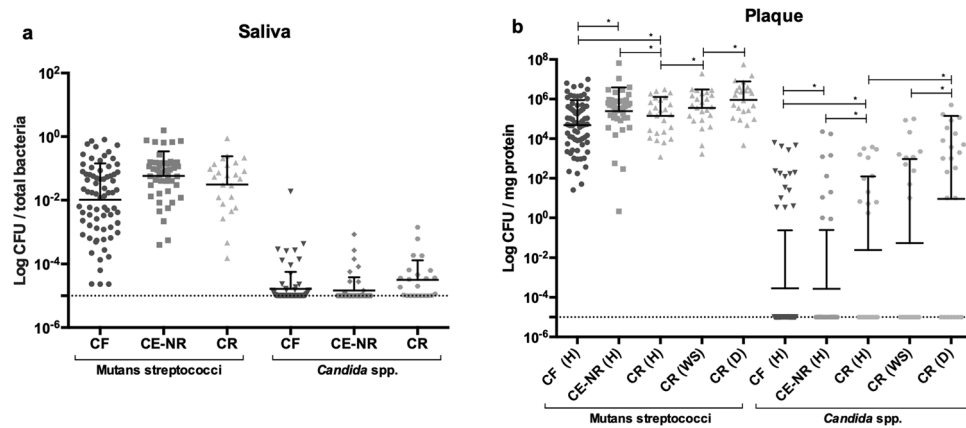 a
Saliva
Log CFU / total bacteria
10^2
10^0
10^-2
10^-4
10^-6
CF CE-NR CR CF CE-NR CR
Mutans streptococci Candida spp.
b
Plaque
* * * * * * * * * *
Log CFU / mg protein
10^8
10^6
10^4
10^2
10^0
10^-2
10^-4
10^-5
10^-6
CF (H) CE-NR (H) CR (H) CR (WS) CR (D) CF (H) CE-NR (H) CR (H) CR (WS) CR (D)
Mutans streptococci Candida spp.